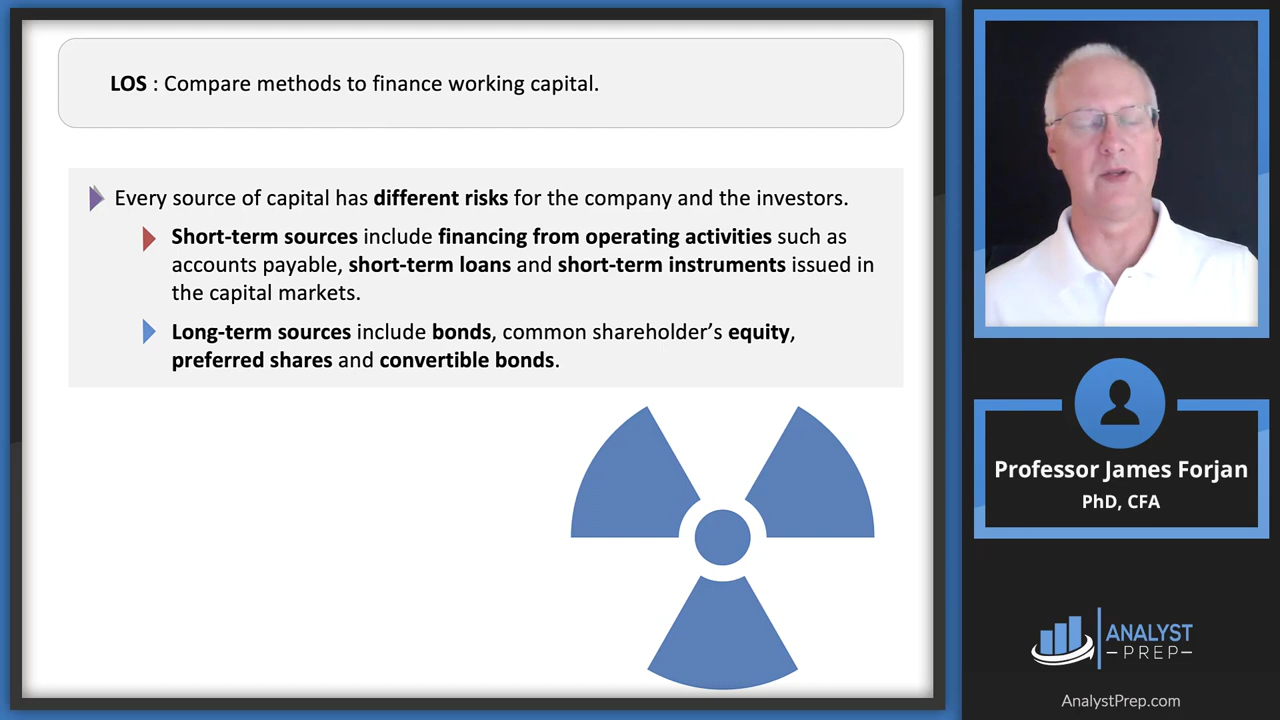 LOS : Compare methods to finance working capital.
Every source of capital has different risks for the company and the investors.
Short-term sources include financing from operating activities such as
accounts payable, short-term loans and short-term instruments issued in
the capital markets.
Long-term sources include bonds, common shareholder’s equity,
preferred shares and convertible bonds.
Professor James Forjan
PhD, CFA
ANALYST
PREP
AnalystPrep.com